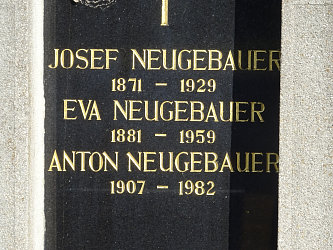 JOSEF NEUGEBAUER
1871 – 1929
EVA NEUGEBAUER
1881 – 1959
ANTON NEUGEBAUER
1907 – 1982